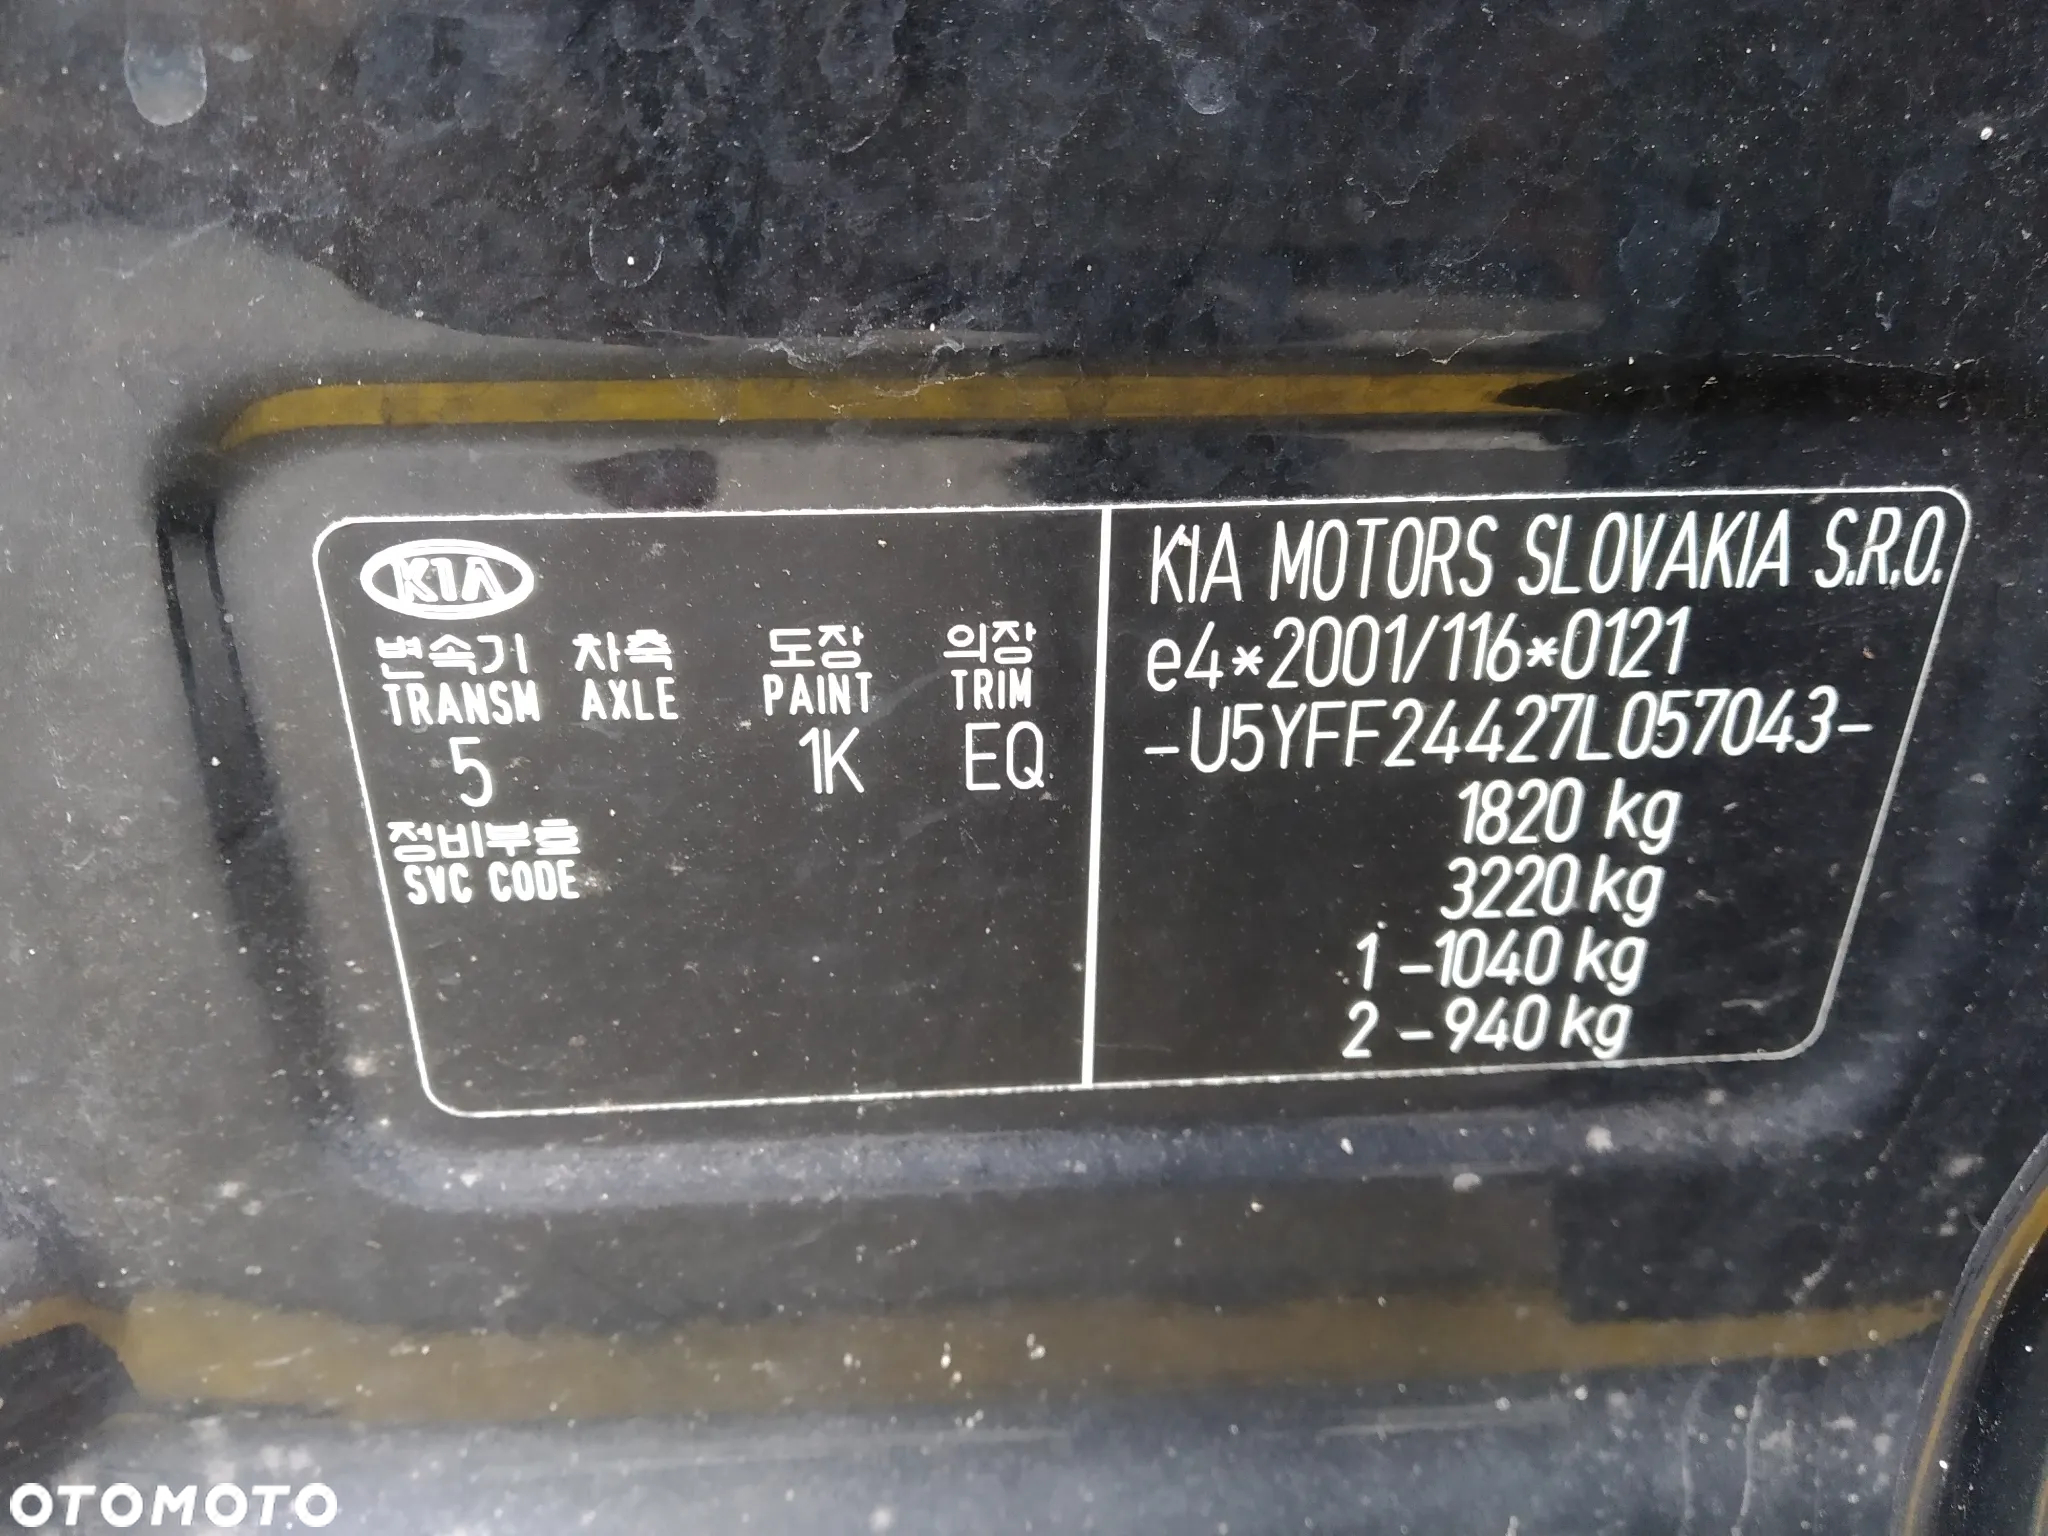 KIA
변속기 차축 도장 의장
TRANSM AXLE PAINT TRIM
5 1K EQ
정비부호
SVC CODE
KIA MOTORS SLOVAKIA S.R.O.
e4*2001/116*0121
-U5YFF24427L057043-
1820 kg
3220 kg
1 -1040 kg
2 -940 kg
OTOMOTO